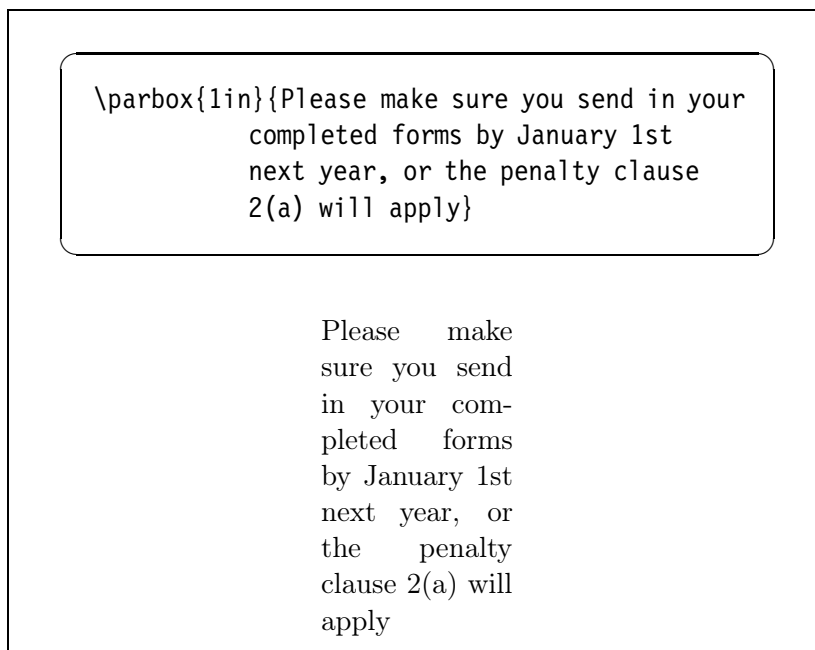 \parbox{1in}{Please make sure you send in your
completed forms by January 1st
next year, or the penalty clause
2(a) will apply}
Please make
sure you send
in your com-
pleted forms
by January 1st
next year, or
the penalty
clause 2(a) will
apply